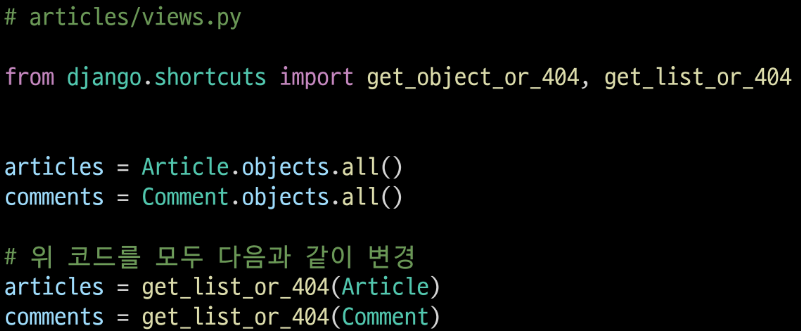 # articles/views.py
from django.shortcuts import get_object_or_404, get_list_or_404
articles = Article.objects.all()
comments = Comment.objects.all()
# 위 코드를 모두 다음과 같이 변경
articles = get_list_or_404(Article)
comments = get_list_or_404(Comment)